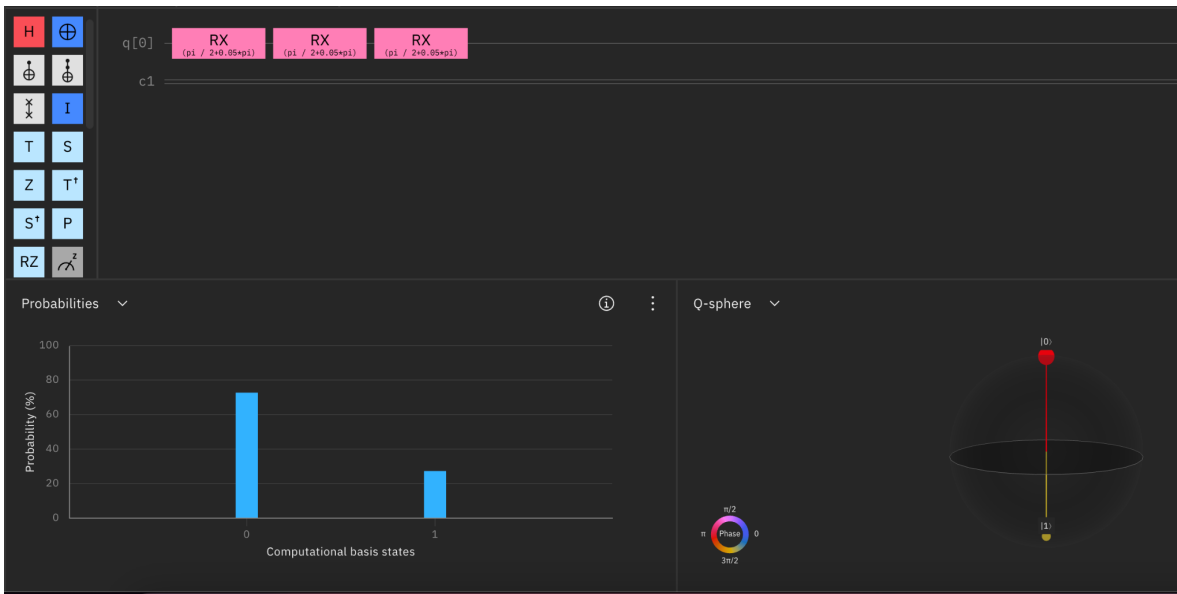 H
q[0] RX RX RX
(pi / 2+0.05*pi) (pi / 2+0.05*pi) (pi / 2+0.05*pi)
c1
I
T S
Z T†
S† P
RZ z
Probabilities
100
80
60
40
20
0
Probability (%)
0 1
Computational basis states
Q-sphere
|0⟩
|1⟩
π/2
π Phase 0
3π/2